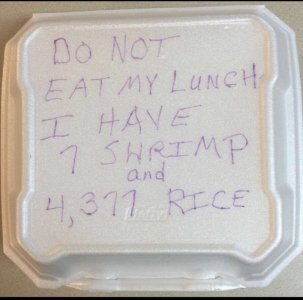 DO NOT
EAT MY LUNCH
I HAVE
7 SHRIMP
and
4,377 RICE